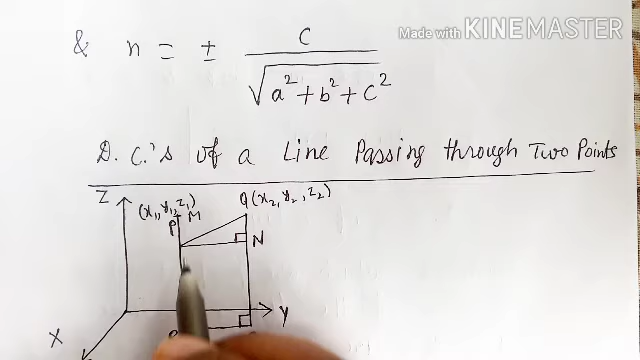 Made with KINEMASTER
& n = ± c / √(a² + b² + c²)
D. C.'s of a Line Passing through Two Points
Z
(x₁, y₁, z₁) M
P
Q (x₂, y₂, z₂)
N
Y
X